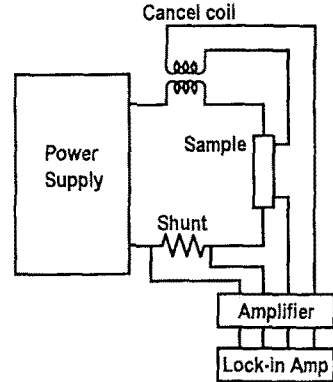 Cancel coil
Power
Supply
Sample
Shunt
Amplifier
Lock-in Amp